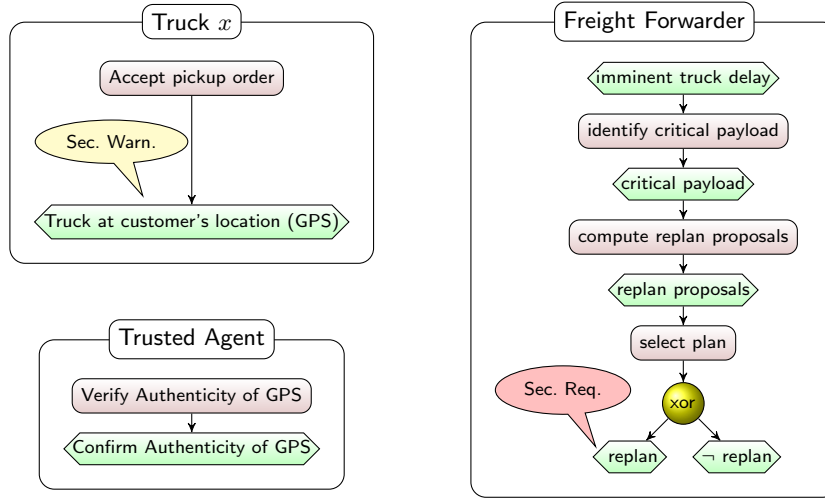 Truck x
Accept pickup order
Sec. Warn.
Truck at customer's location (GPS)
Trusted Agent
Verify Authenticity of GPS
Confirm Authenticity of GPS
Freight Forwarder
imminent truck delay
identify critical payload
critical payload
compute replan proposals
replan proposals
select plan
Sec. Req.
xor
replan
¬ replan